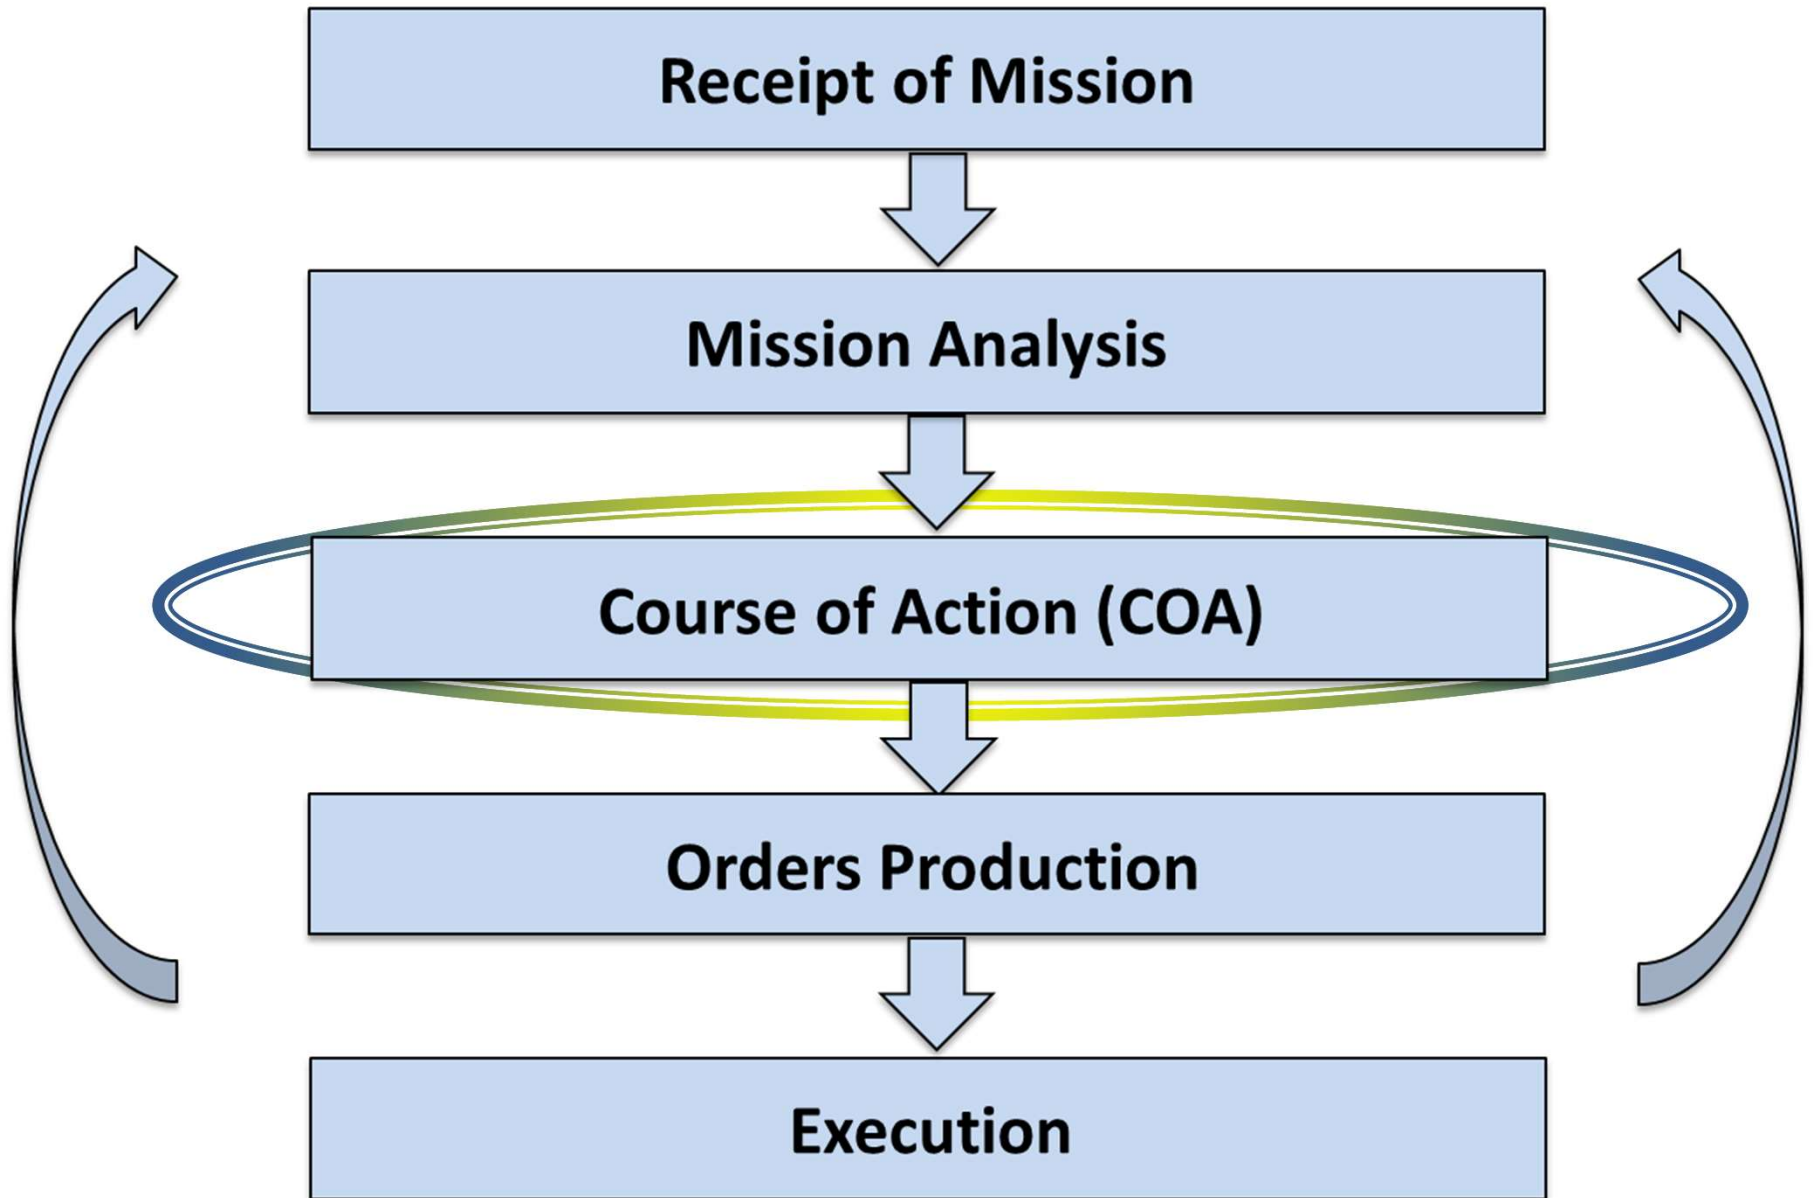 Receipt of Mission
Mission Analysis
Course of Action (COA)
Orders Production
Execution